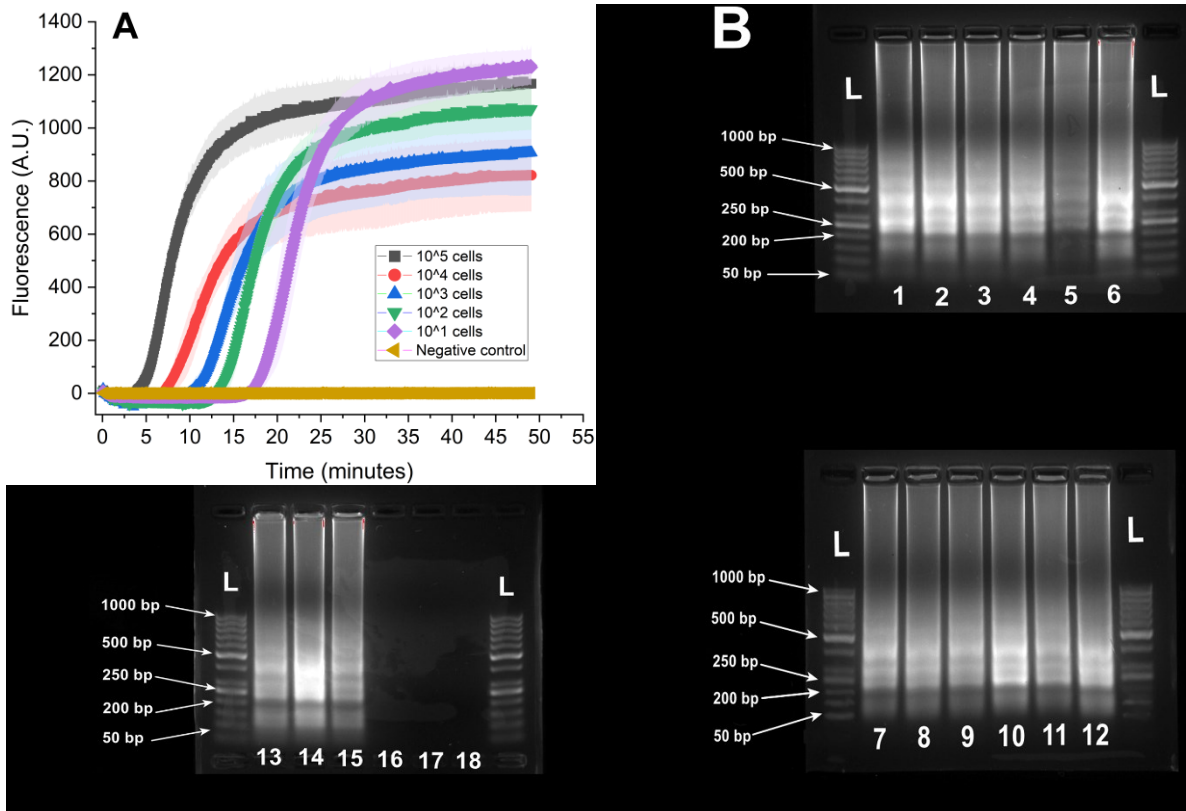 A
Fluorescence (A.U.)
1400
1200
1000
800
600
400
200
0
10^5 cells
10^4 cells
10^3 cells
10^2 cells
10^1 cells
Negative control
0 5 10 15 20 25 30 35 40 45 50 55
Time (minutes)
B
L L
1000 bp
500 bp
250 bp
200 bp
50 bp
1 2 3 4 5 6
L L
1000 bp
500 bp
250 bp
200 bp
50 bp
13 14 15 16 17 18
L L
1000 bp
500 bp
250 bp
200 bp
50 bp
7 8 9 10 11 12